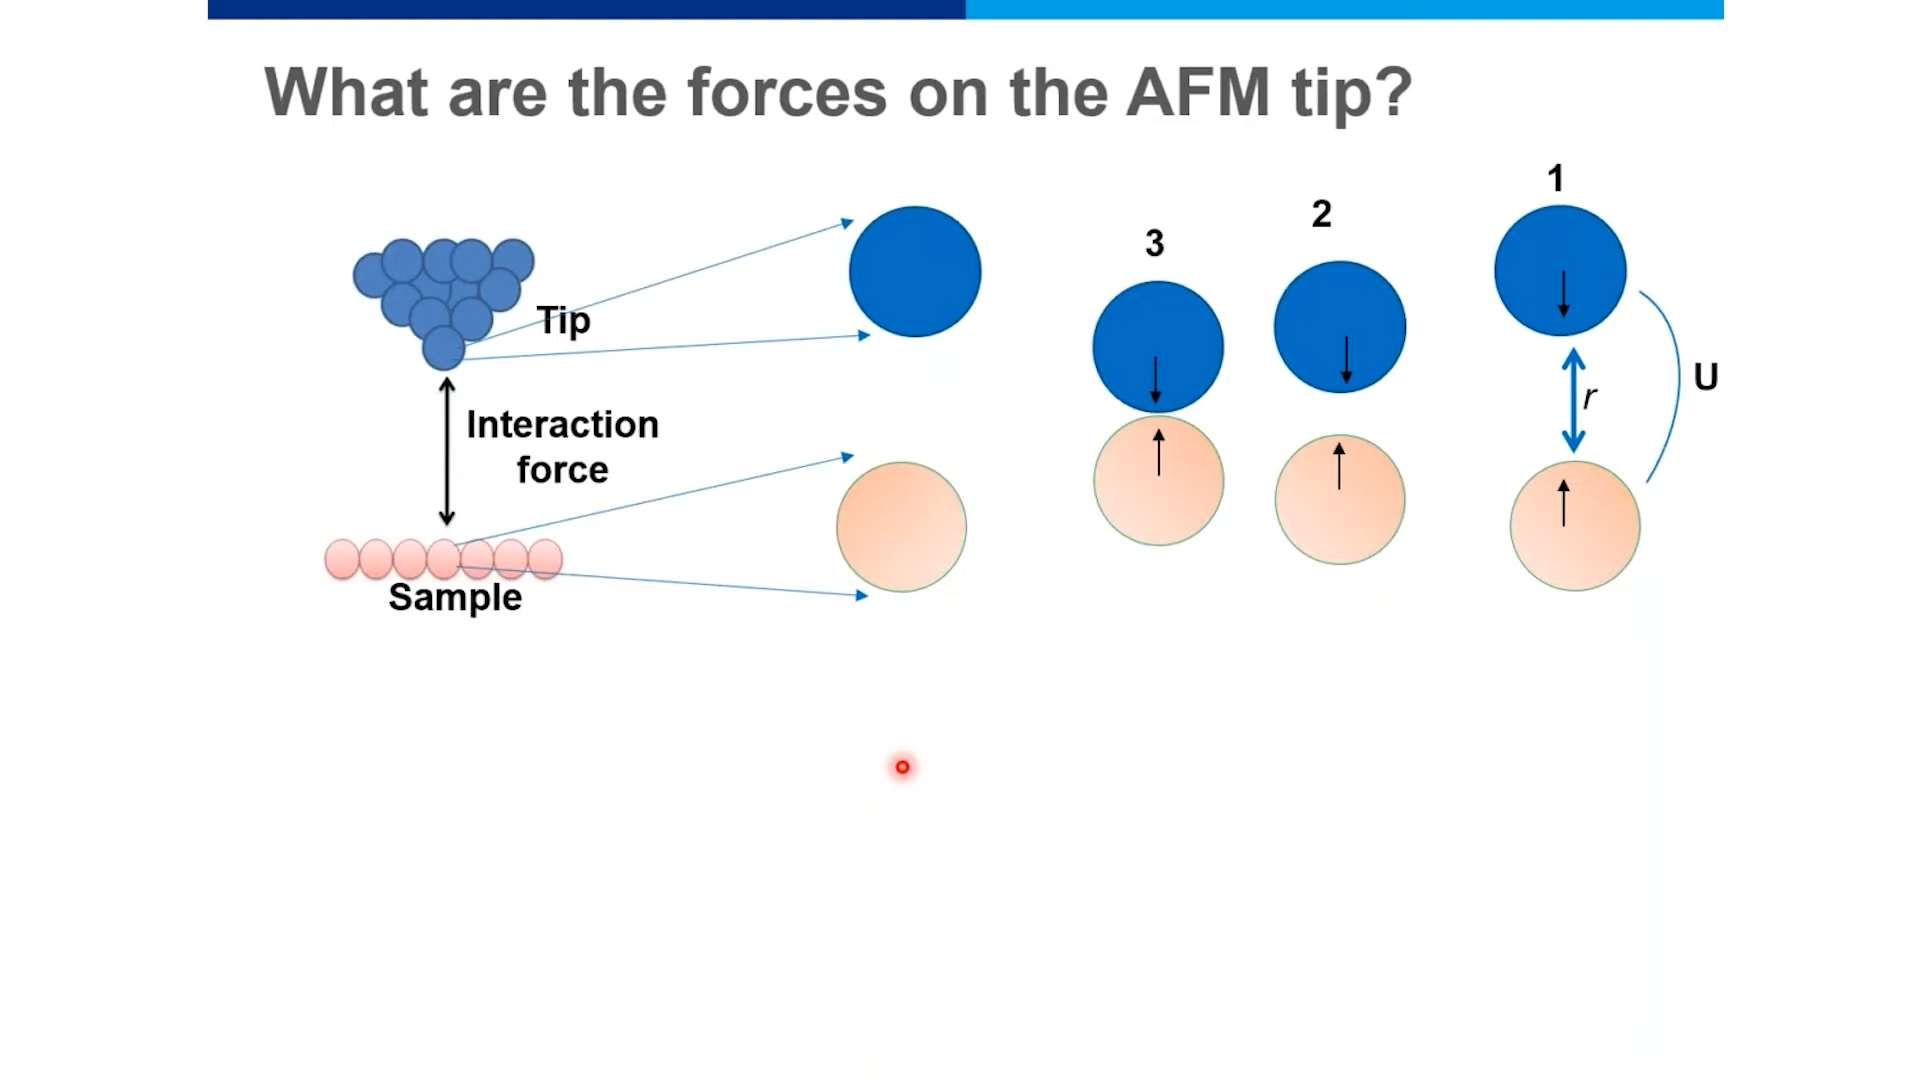 What are the forces on the AFM tip?
1
2
3
Tip
U
r
Interaction
force
Sample